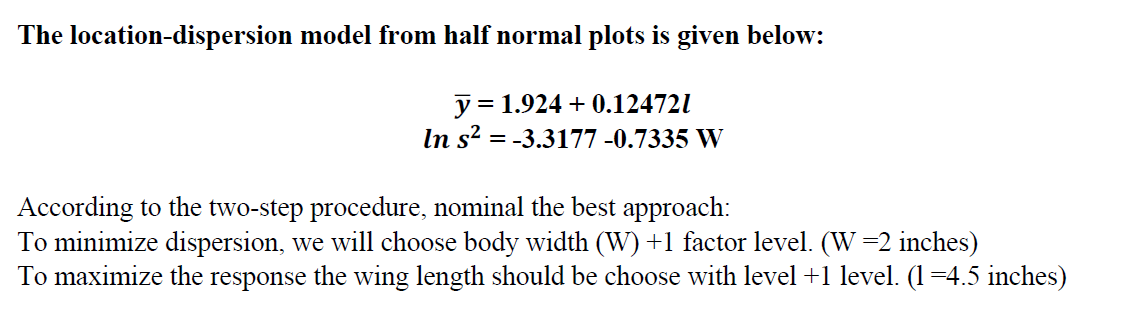 The location-dispersion model from half normal plots is given below:
y̅ = 1.924 + 0.12472l
ln s² = -3.3177 -0.7335 W
According to the two-step procedure, nominal the best approach:
To minimize dispersion, we will choose body width (W) +1 factor level. (W =2 inches)
To maximize the response the wing length should be choose with level +1 level. (l =4.5 inches)